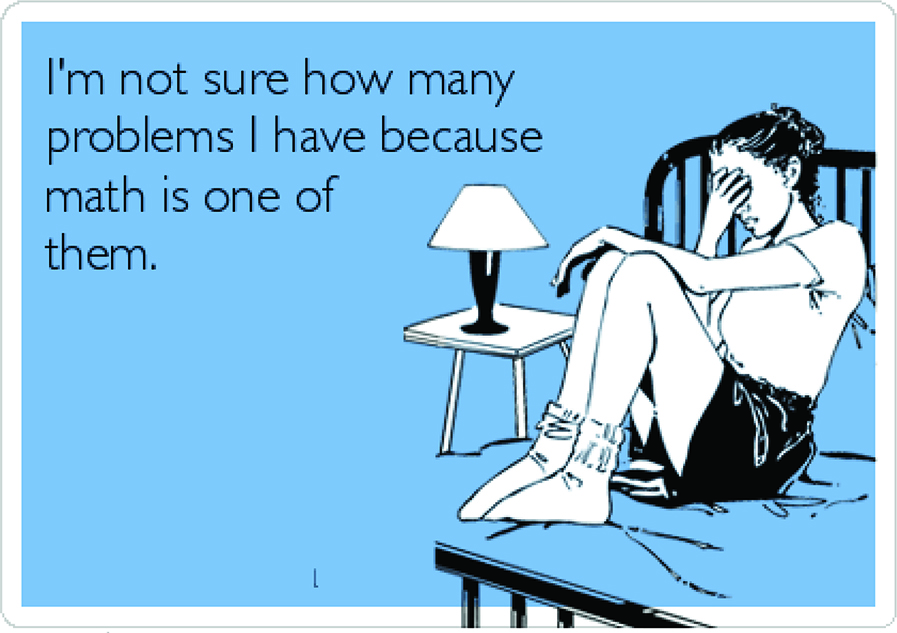 I'm not sure how many
problems I have because
math is one of
them.